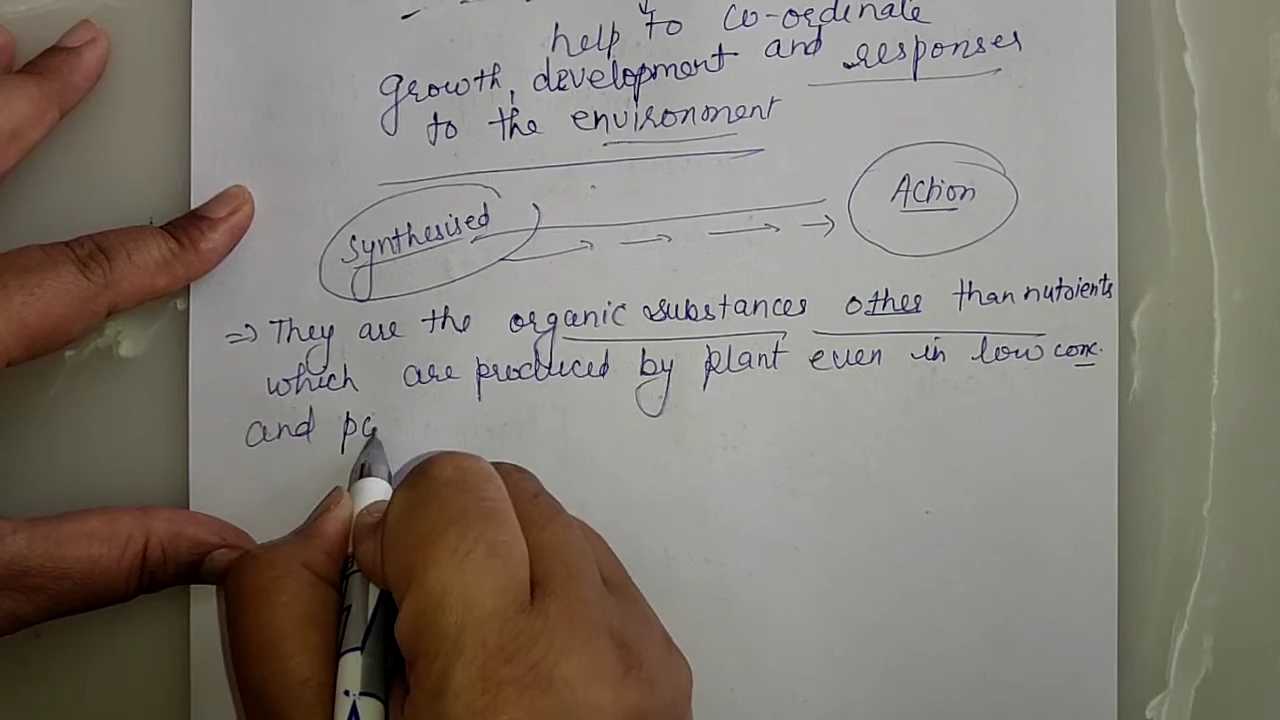 help to co-ordinate
growth, development and responses
to the environment
Synthesised
Action
=> They are the organic substances other than nutrients
which are produced by plant even in low conc.
and pa